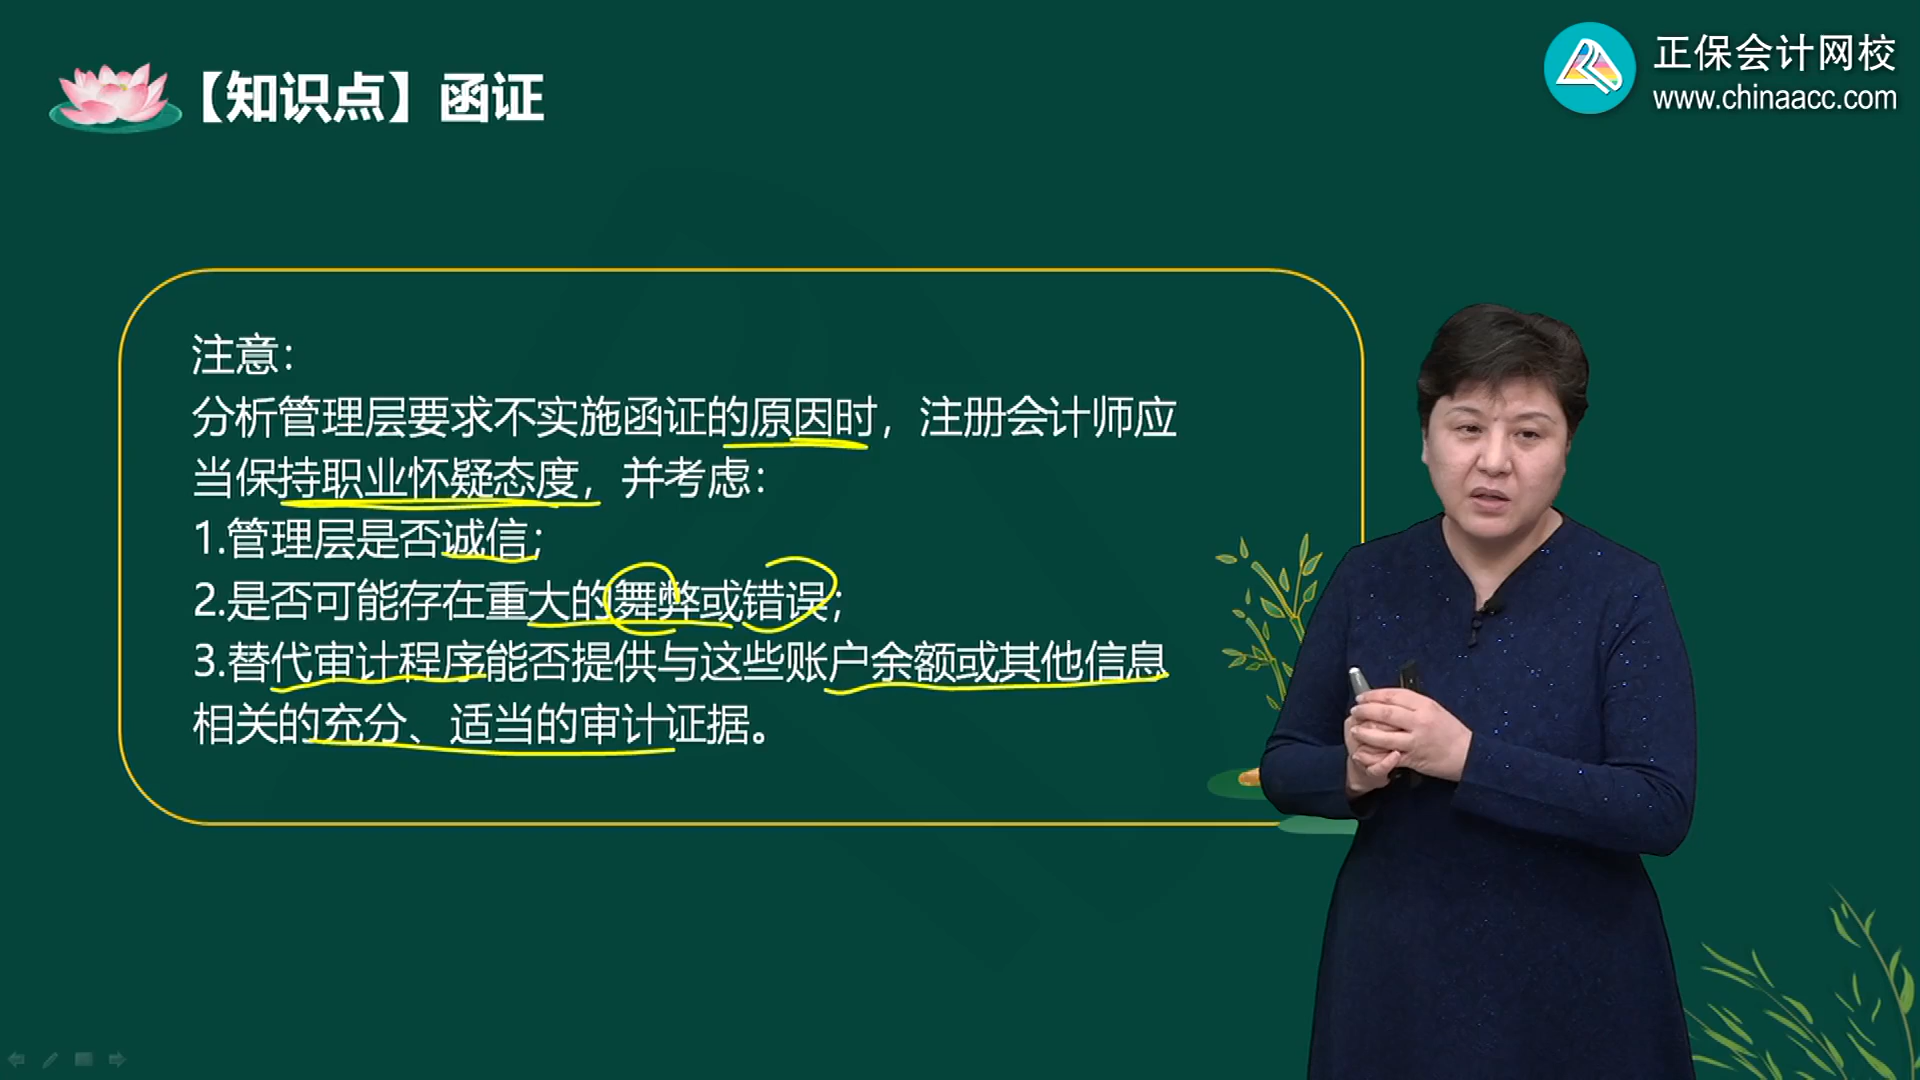 【知识点】函证
正保会计网校
www.chinaacc.com
注意：
分析管理层要求不实施函证的原因时，注册会计师应
当保持职业怀疑态度，并考虑：
1.管理层是否诚信；
2.是否可能存在重大的舞弊或错误；
3.替代审计程序能否提供与这些账户余额或其他信息
相关的充分、适当的审计证据。